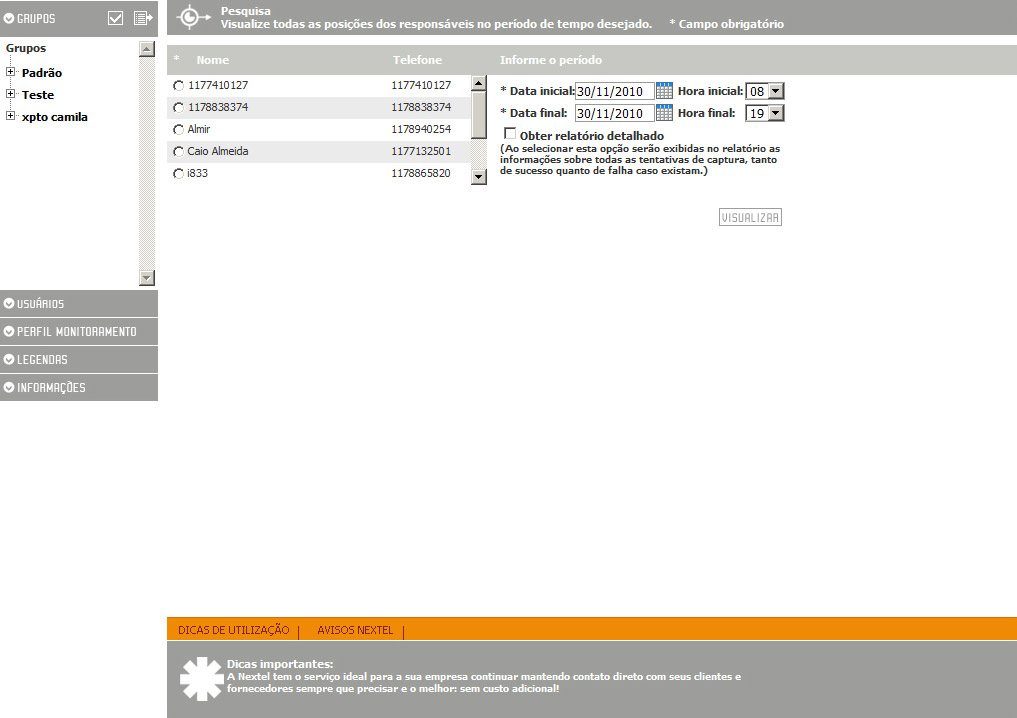 GRUPOS
Grupos
Padrão
Teste
xpto camila
USUÁRIOS
PERFIL MONITORAMENTO
LEGENDAS
INFORMAÇÕES
Pesquisa
Visualize todas as posições dos responsáveis no período de tempo desejado. * Campo obrigatório
* Nome Telefone Informe o período
1177410127 1177410127
1178838374 1178838374
Almir 1178940254
Caio Almeida 1177132501
i833 1178865820
* Data inicial: 30/11/2010 Hora inicial: 08
* Data final: 30/11/2010 Hora final: 19
Obter relatório detalhado
(Ao selecionar esta opção serão exibidas no relatório as
informações sobre todas as tentativas de captura, tanto
de sucesso quanto de falha caso existam.)
VISUALIZAR
DICAS DE UTILIZAÇÃO | AVISOS NEXTEL |
Dicas importantes:
A Nextel tem o serviço ideal para a sua empresa continuar mantendo contato direto com seus clientes e
fornecedores sempre que precisar e o melhor: sem custo adicional!